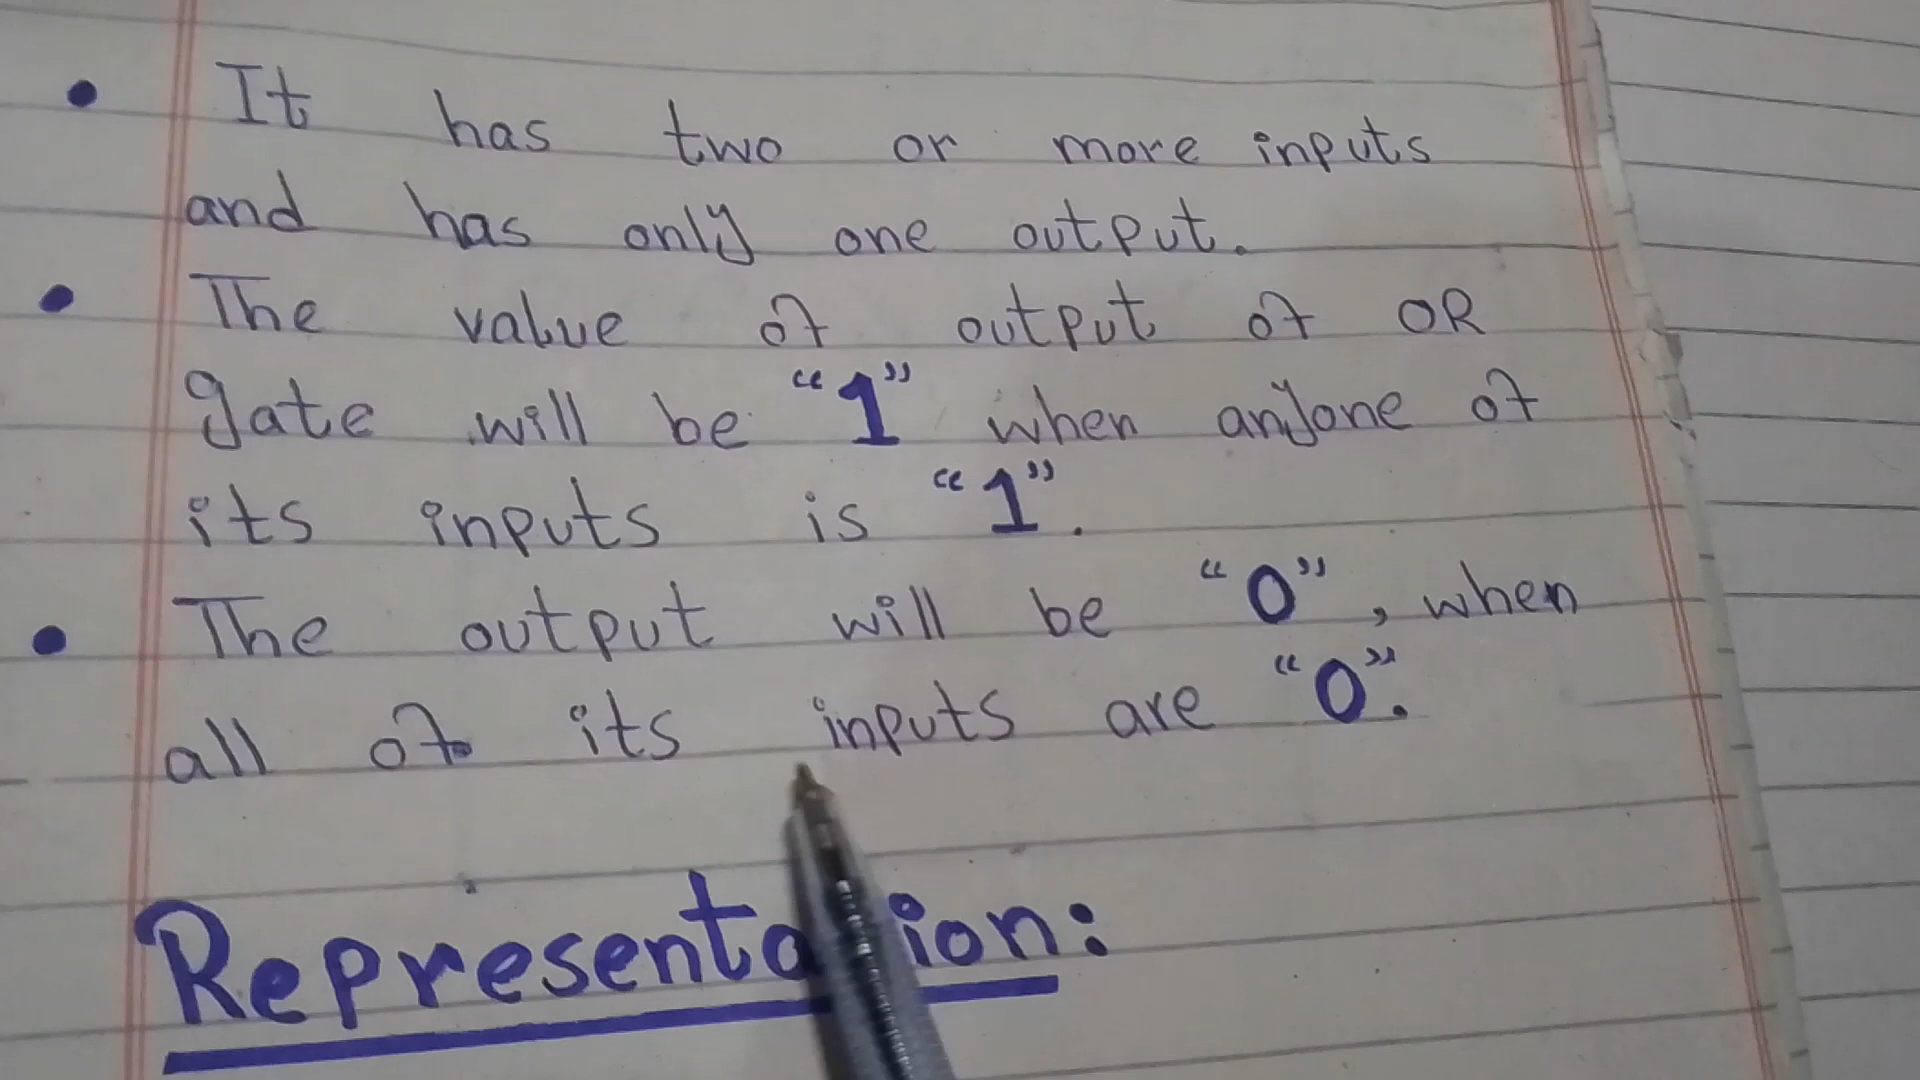 • It has two or more inputs
and has only one output.
• The value of output of OR
gate will be “1” when anyone of
its inputs is “1”.
• The output will be “0”, when
all of its inputs are “0”.
Representation: